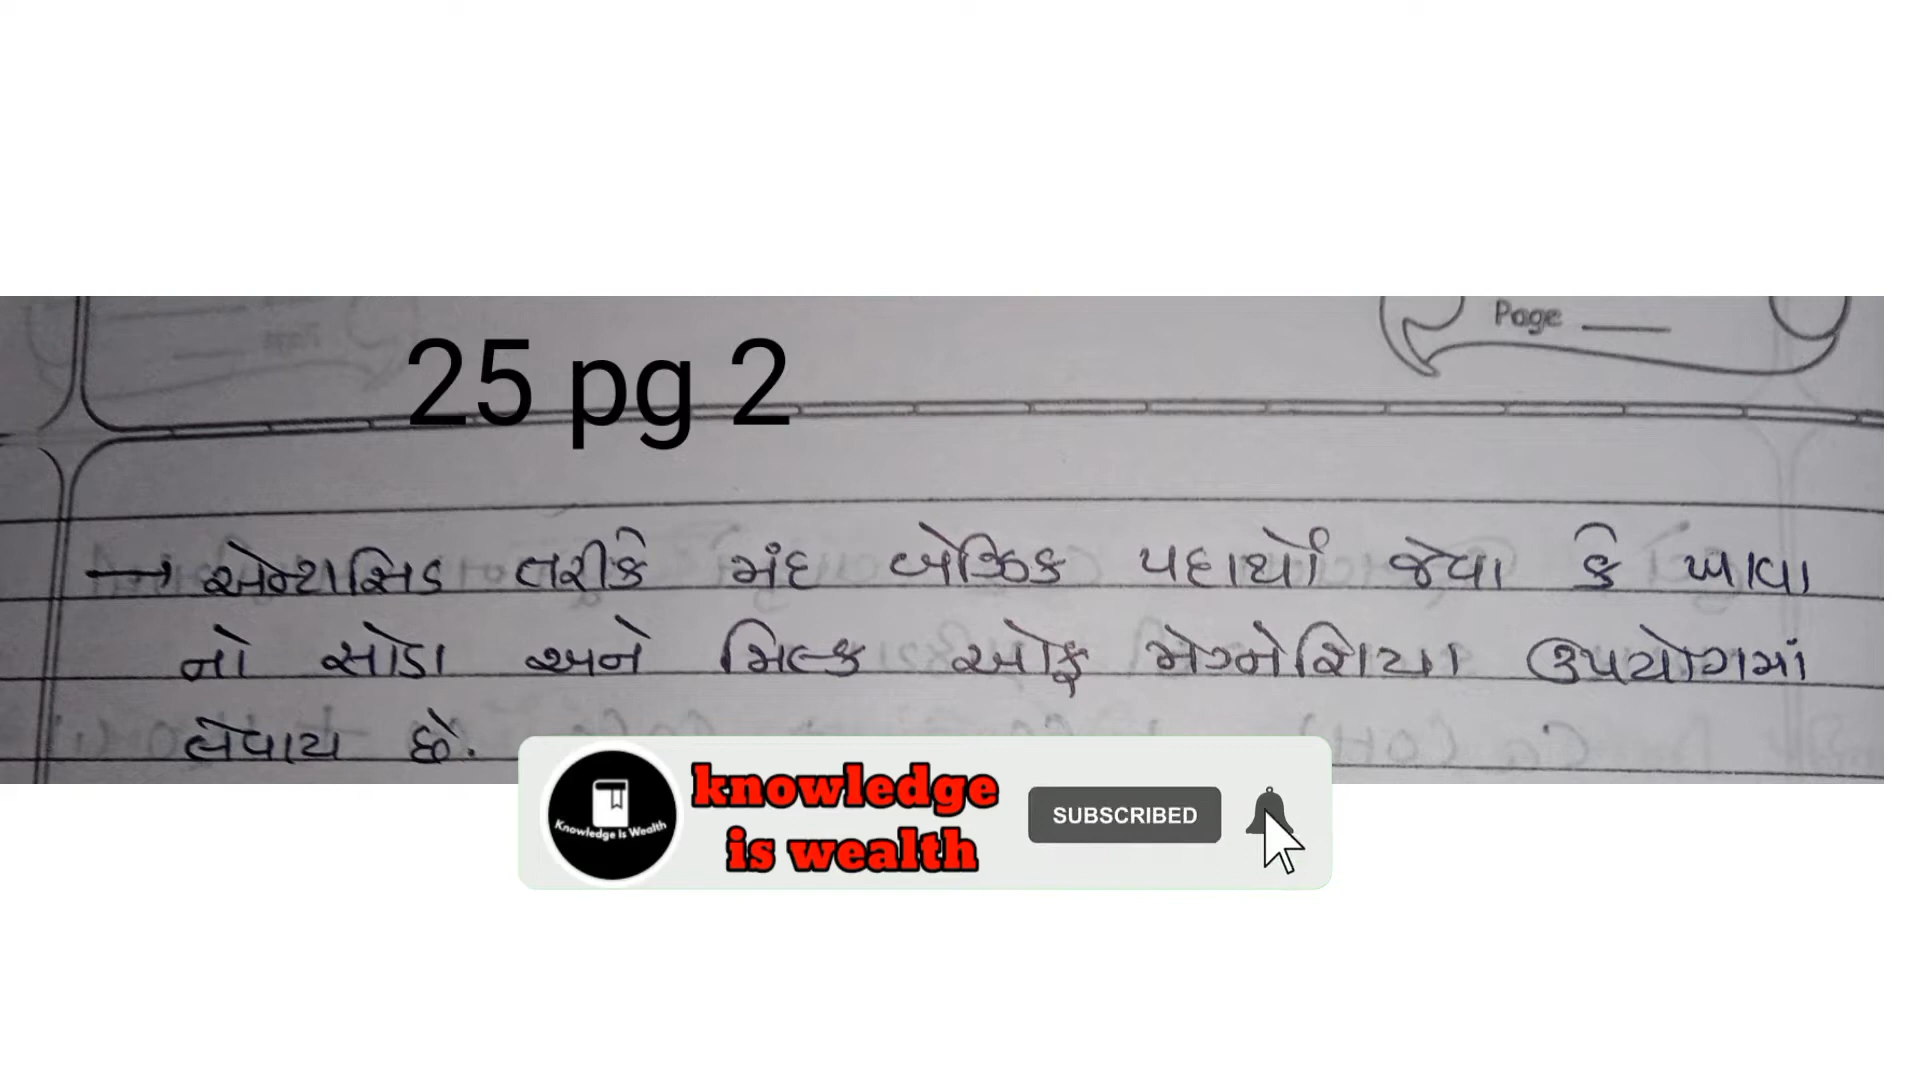 Page
25 pg 2
→ એન્ટાસિડ તરીકે મંદ બેઝિક પદાર્થો જેવા કે ખાવા
નો સોડા અને મિલ્ક ઓફ મેગ્નેશિયા ઉપયોગમાં
લેવાય છે.
Knowledge Is Wealth
knowledge
is wealth
SUBSCRIBED